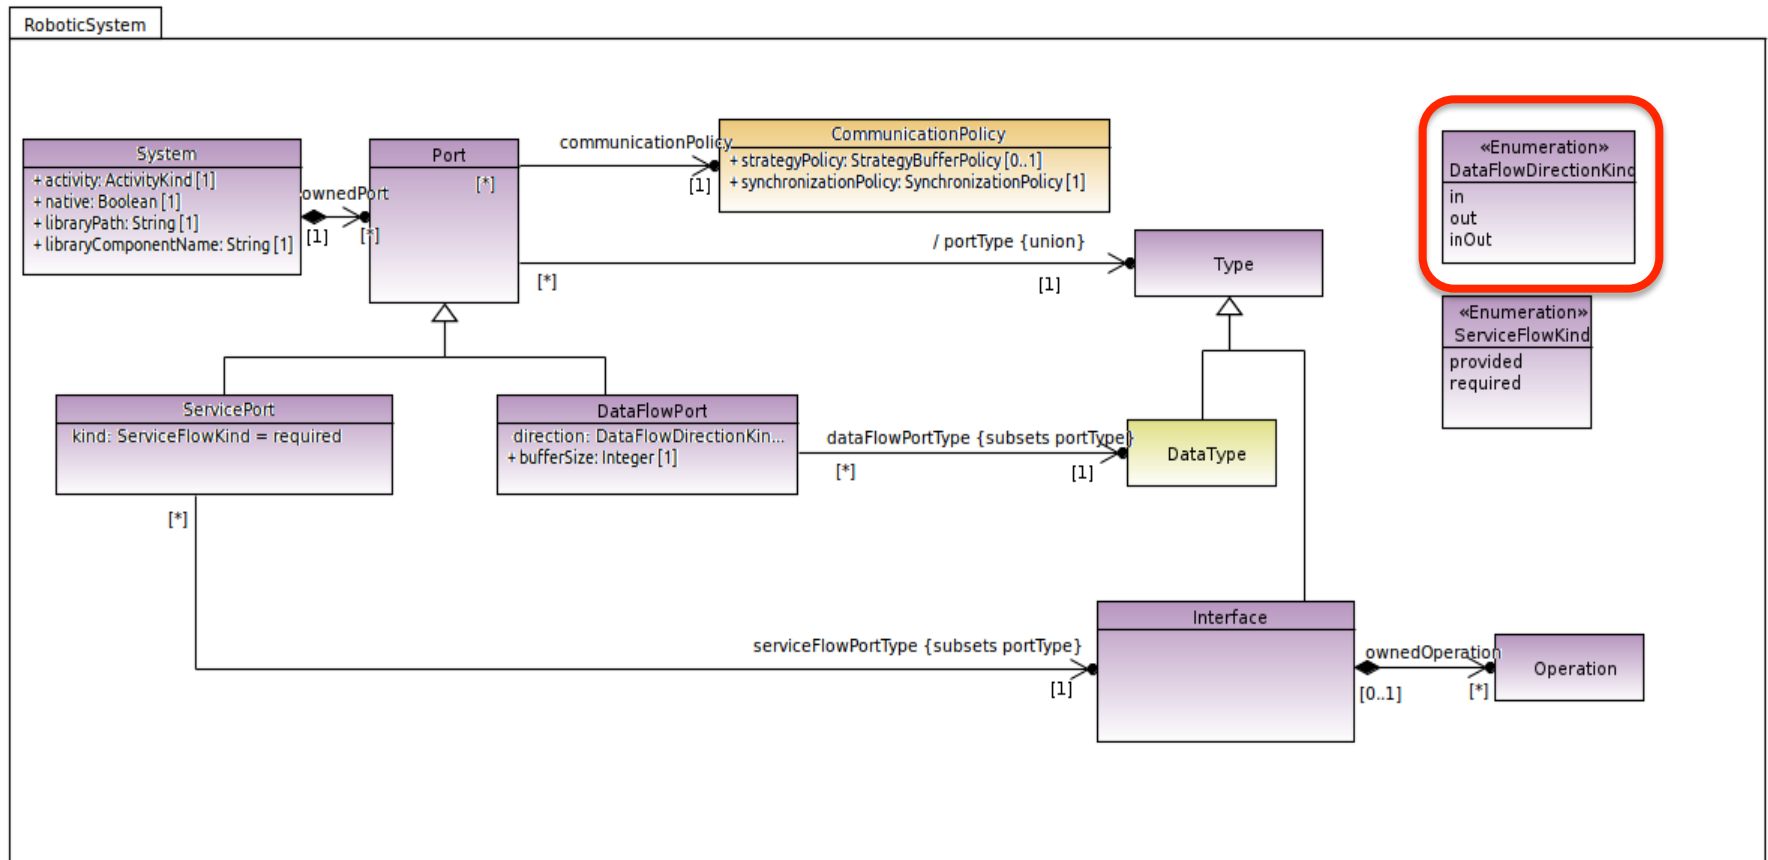 RoboticSystem
System
+ activity: ActivityKind [1]
+ native: Boolean [1]
+ libraryPath: String [1]
+ libraryComponentName: String [1]
ownedPort
[1]
[*]
Port
[*]
communicationPolicy
[1]
CommunicationPolicy
+ strategyPolicy: StrategyBufferPolicy [0..1]
+ synchronizationPolicy: SynchronizationPolicy [1]
/ portType {union}
[*]
[1]
Type
«Enumeration»
DataFlowDirectionKind
in
out
inOut
«Enumeration»
ServiceFlowKind
provided
required
ServicePort
kind: ServiceFlowKind = required
[*]
DataFlowPort
direction: DataFlowDirectionKin...
+ bufferSize: Integer [1]
dataFlowPortType {subsets portType}
[*]
[1]
DataType
serviceFlowPortType {subsets portType}
[1]
Interface
ownedOperation
[0..1]
[*]
Operation